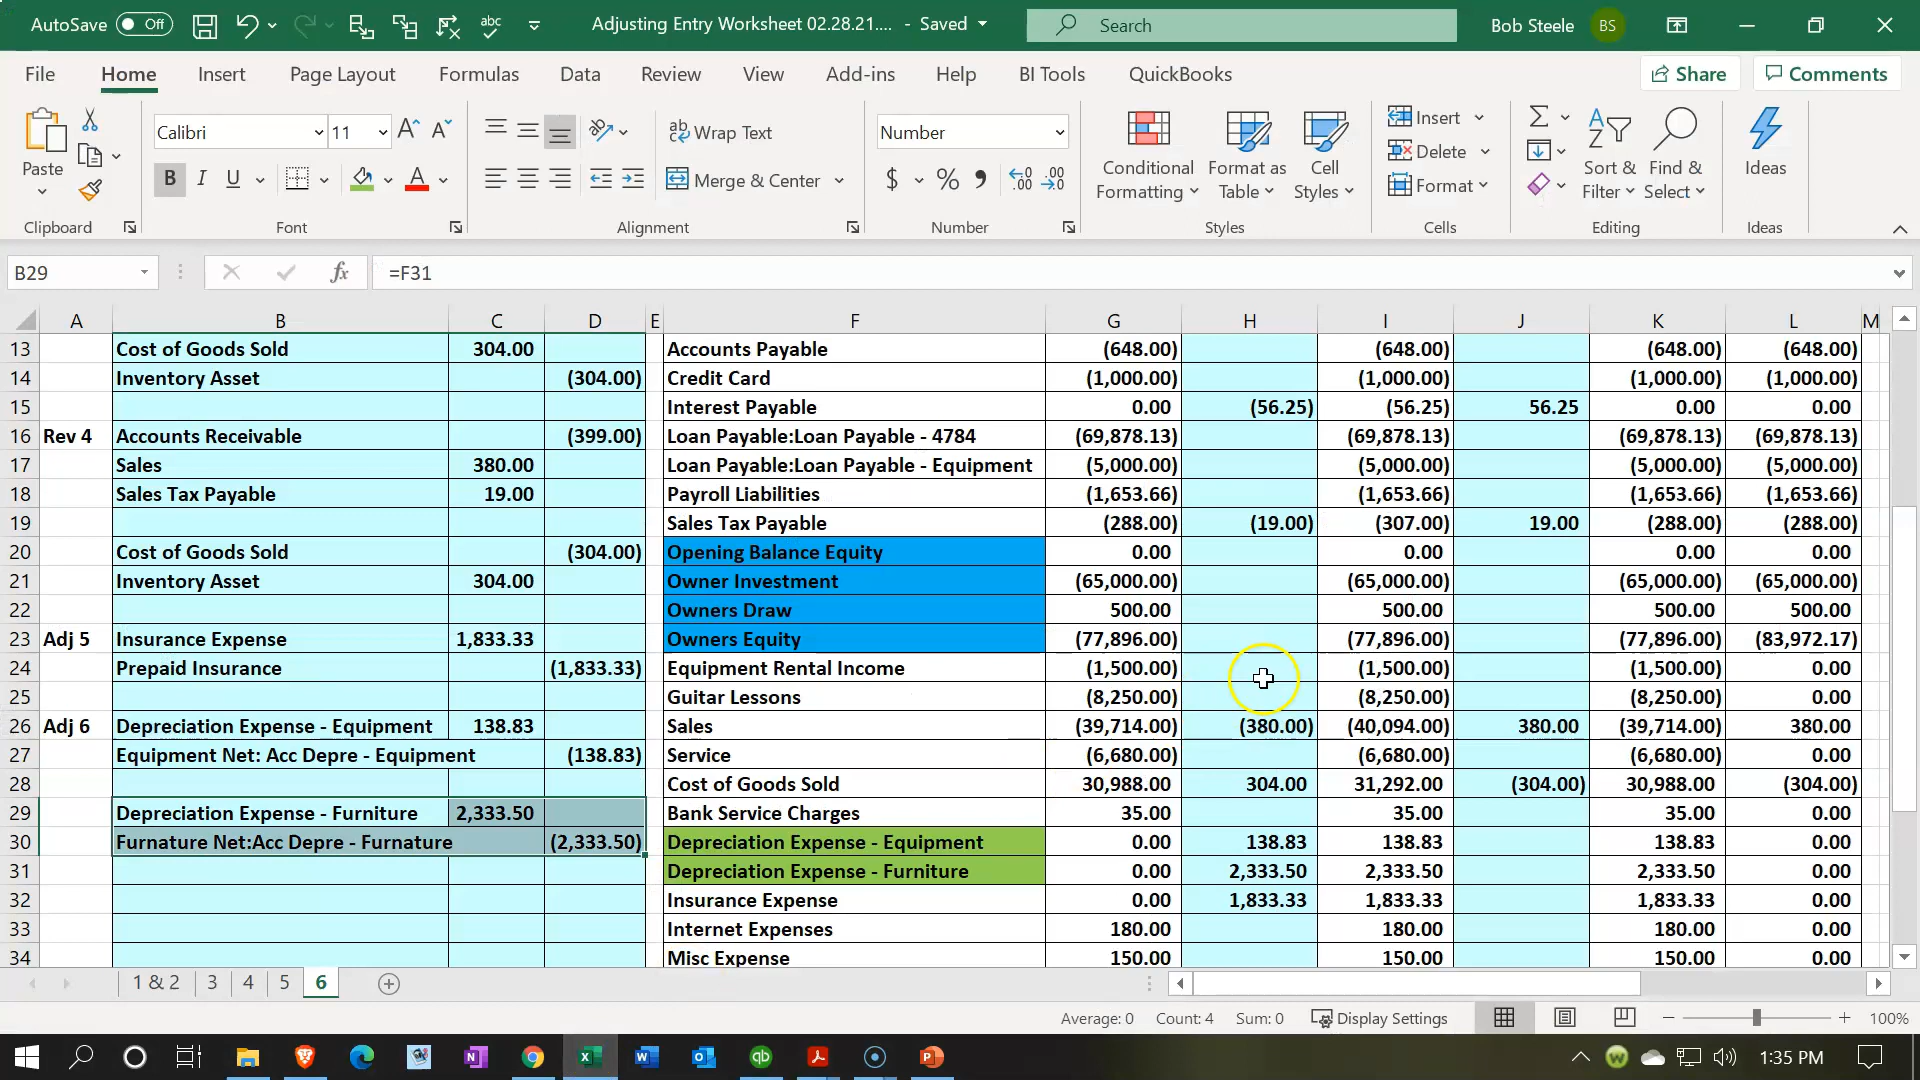 AutoSave Off Adjusting Entry Worksheet 02.28.21.... - Saved Search Bob Steele BS
File Home Insert Page Layout Formulas Data Review View Add-ins Help BI Tools QuickBooks Share Comments
Paste Calibri 11 Wrap Text Merge & Center Number
Conditional Formatting Format as Table Cell Styles Insert Delete Format Sort & Filter Find & Select Ideas
Clipboard Font Alignment Number Styles Cells Editing Ideas
B29 fx =F31
A B C D E F G H I J K L M
13 Cost of Goods Sold 304.00 Accounts Payable (648.00) (648.00) (648.00) (648.00)
14 Inventory Asset (304.00) Credit Card (1,000.00) (1,000.00) (1,000.00) (1,000.00)
15 Interest Payable 0.00 (56.25) (56.25) 56.25 0.00 0.00
16 Rev 4 Accounts Receivable (399.00) Loan Payable:Loan Payable - 4784 (69,878.13) (69,878.13) (69,878.13) (69,878.13)
17 Sales 380.00 Loan Payable:Loan Payable - Equipment (5,000.00) (5,000.00) (5,000.00) (5,000.00)
18 Sales Tax Payable 19.00 Payroll Liabilities (1,653.66) (1,653.66) (1,653.66) (1,653.66)
19 Sales Tax Payable (288.00) (19.00) (307.00) 19.00 (288.00) (288.00)
20 Cost of Goods Sold (304.00) Opening Balance Equity 0.00 0.00 0.00 0.00
21 Inventory Asset 304.00 Owner Investment (65,000.00) (65,000.00) (65,000.00) (65,000.00)
22 Owners Draw 500.00 500.00 500.00 500.00
23 Adj 5 Insurance Expense 1,833.33 Owners Equity (77,896.00) (77,896.00) (77,896.00) (83,972.17)
24 Prepaid Insurance (1,833.33) Equipment Rental Income (1,500.00) (1,500.00) (1,500.00) 0.00
25 Guitar Lessons (8,250.00) (8,250.00) (8,250.00) 0.00
26 Adj 6 Depreciation Expense - Equipment 138.83 Sales (39,714.00) (380.00) (40,094.00) 380.00 (39,714.00) 380.00
27 Equipment Net: Acc Depre - Equipment (138.83) Service (6,680.00) (6,680.00) (6,680.00) 0.00
28 Cost of Goods Sold 30,988.00 304.00 31,292.00 (304.00) 30,988.00 (304.00)
29 Depreciation Expense - Furniture 2,333.50 Bank Service Charges 35.00 35.00 35.00 0.00
30 Furnature Net:Acc Depre - Furnature (2,333.50) Depreciation Expense - Equipment 0.00 138.83 138.83 138.83 0.00
31 Depreciation Expense - Furniture 0.00 2,333.50 2,333.50 2,333.50 0.00
32 Insurance Expense 0.00 1,833.33 1,833.33 1,833.33 0.00
33 Internet Expenses 180.00 180.00 180.00 0.00
34 Misc Expense 150.00 150.00 150.00 0.00
1 & 2 3 4 5 6
Average: 0 Count: 4 Sum: 0 Display Settings 100%
1:35 PM